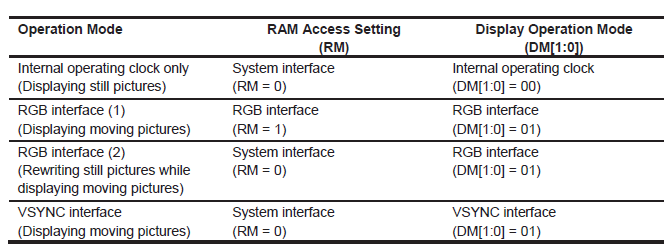 Operation Mode RAM Access Setting Display Operation Mode
(RM) (DM[1:0])
Internal operating clock only System interface Internal operating clock
(Displaying still pictures) (RM = 0) (DM[1:0] = 00)
RGB interface (1) RGB interface RGB interface
(Displaying moving pictures) (RM = 1) (DM[1:0] = 01)
RGB interface (2) System interface RGB interface
(Rewriting still pictures while (RM = 0) (DM[1:0] = 01)
displaying moving pictures)
VSYNC interface System interface VSYNC interface
(Displaying moving pictures) (RM = 0) (DM[1:0] = 01)